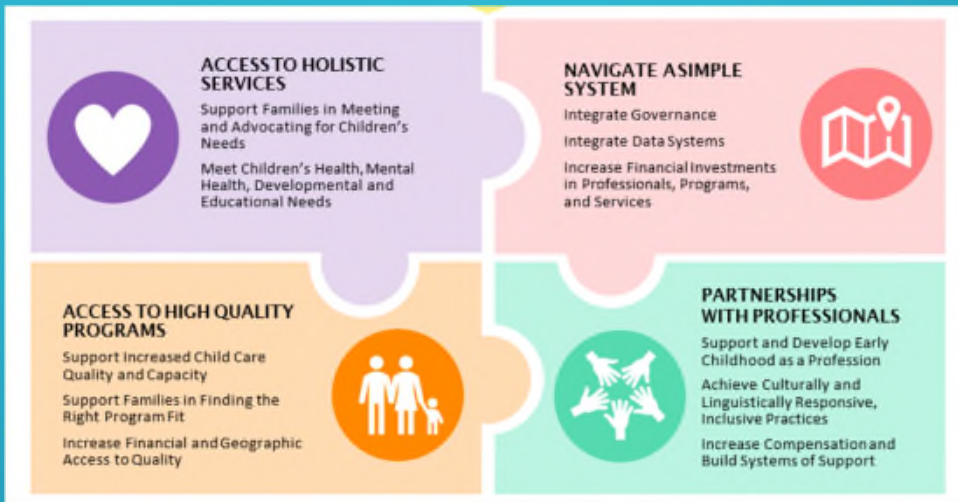 ACCESS TO HOLISTIC
SERVICES
Support Families in Meeting
and Advocating for Children's
Needs
Meet Children's Health, Mental
Health, Developmental and
Educational Needs
NAVIGATE ASIMPLE
SYSTEM
Integrate Governance
Integrate Data Systems
Increase Financial Investments
in Professionals, Programs,
and Services
ACCESS TO HIGH QUALITY
PROGRAMS
Support Increased Child Care
Quality and Capacity
Support Families in Finding the
Right Program Fit
Increase Financial and Geographic
Access to Quality
PARTNERSHIPS
WITH PROFESSIONALS
Support and Develop Early
Childhood as a Profession
Achieve Culturally and
Linguistically Responsive,
Inclusive Practices
Increase Compensation and
Build Systems of Support